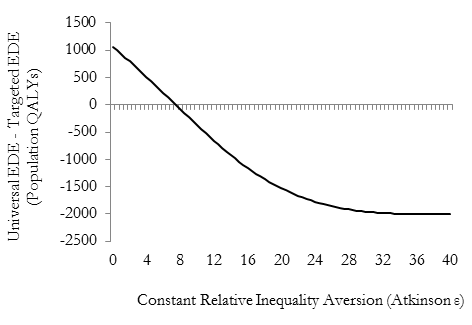 Universal EDE - Targeted EDE
(Population QALYs)
1500
1000
500
0
-500
-1000
-1500
-2000
-2500
0 4 8 12 16 20 24 28 32 36 40
Constant Relative Inequality Aversion (Atkinson ε)